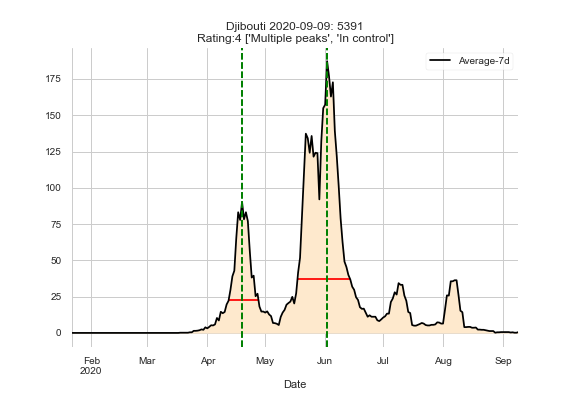 Djibouti 2020-09-09: 5391
Rating:4 ['Multiple peaks', 'In control']
Average-7d
175
150
125
100
75
50
25
0
Feb Mar Apr May Jun Jul Aug Sep
2020
Date